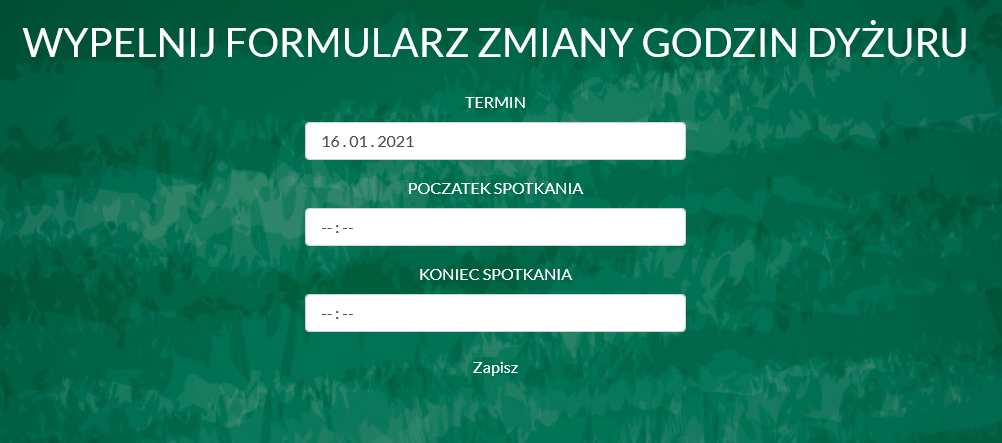 WYPELNIJ FORMULARZ ZMIANY GODZIN DYŻURU
TERMIN
16.01.2021
POCZATEK SPOTKANIA
--:--
KONIEC SPOTKANIA
--:--
Zapisz